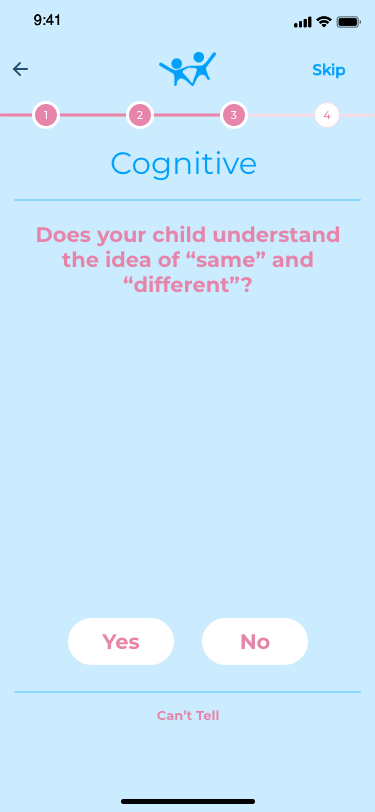 9:41
Skip
1 2 3 4
Cognitive
Does your child understand
the idea of “same” and
“different”?
Yes No
Can’t Tell